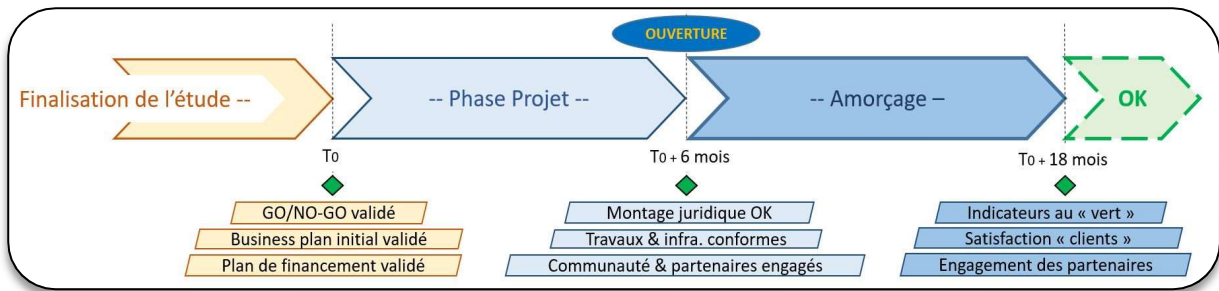 OUVERTURE
Finalisation de l'étude --
-- Phase Projet --
-- Amorçage –
OK
T0
T0 + 6 mois
T0 + 18 mois
GO/NO-GO validé
Business plan initial validé
Plan de financement validé
Montage juridique OK
Travaux & infra. conformes
Communauté & partenaires engagés
Indicateurs au « vert »
Satisfaction « clients »
Engagement des partenaires